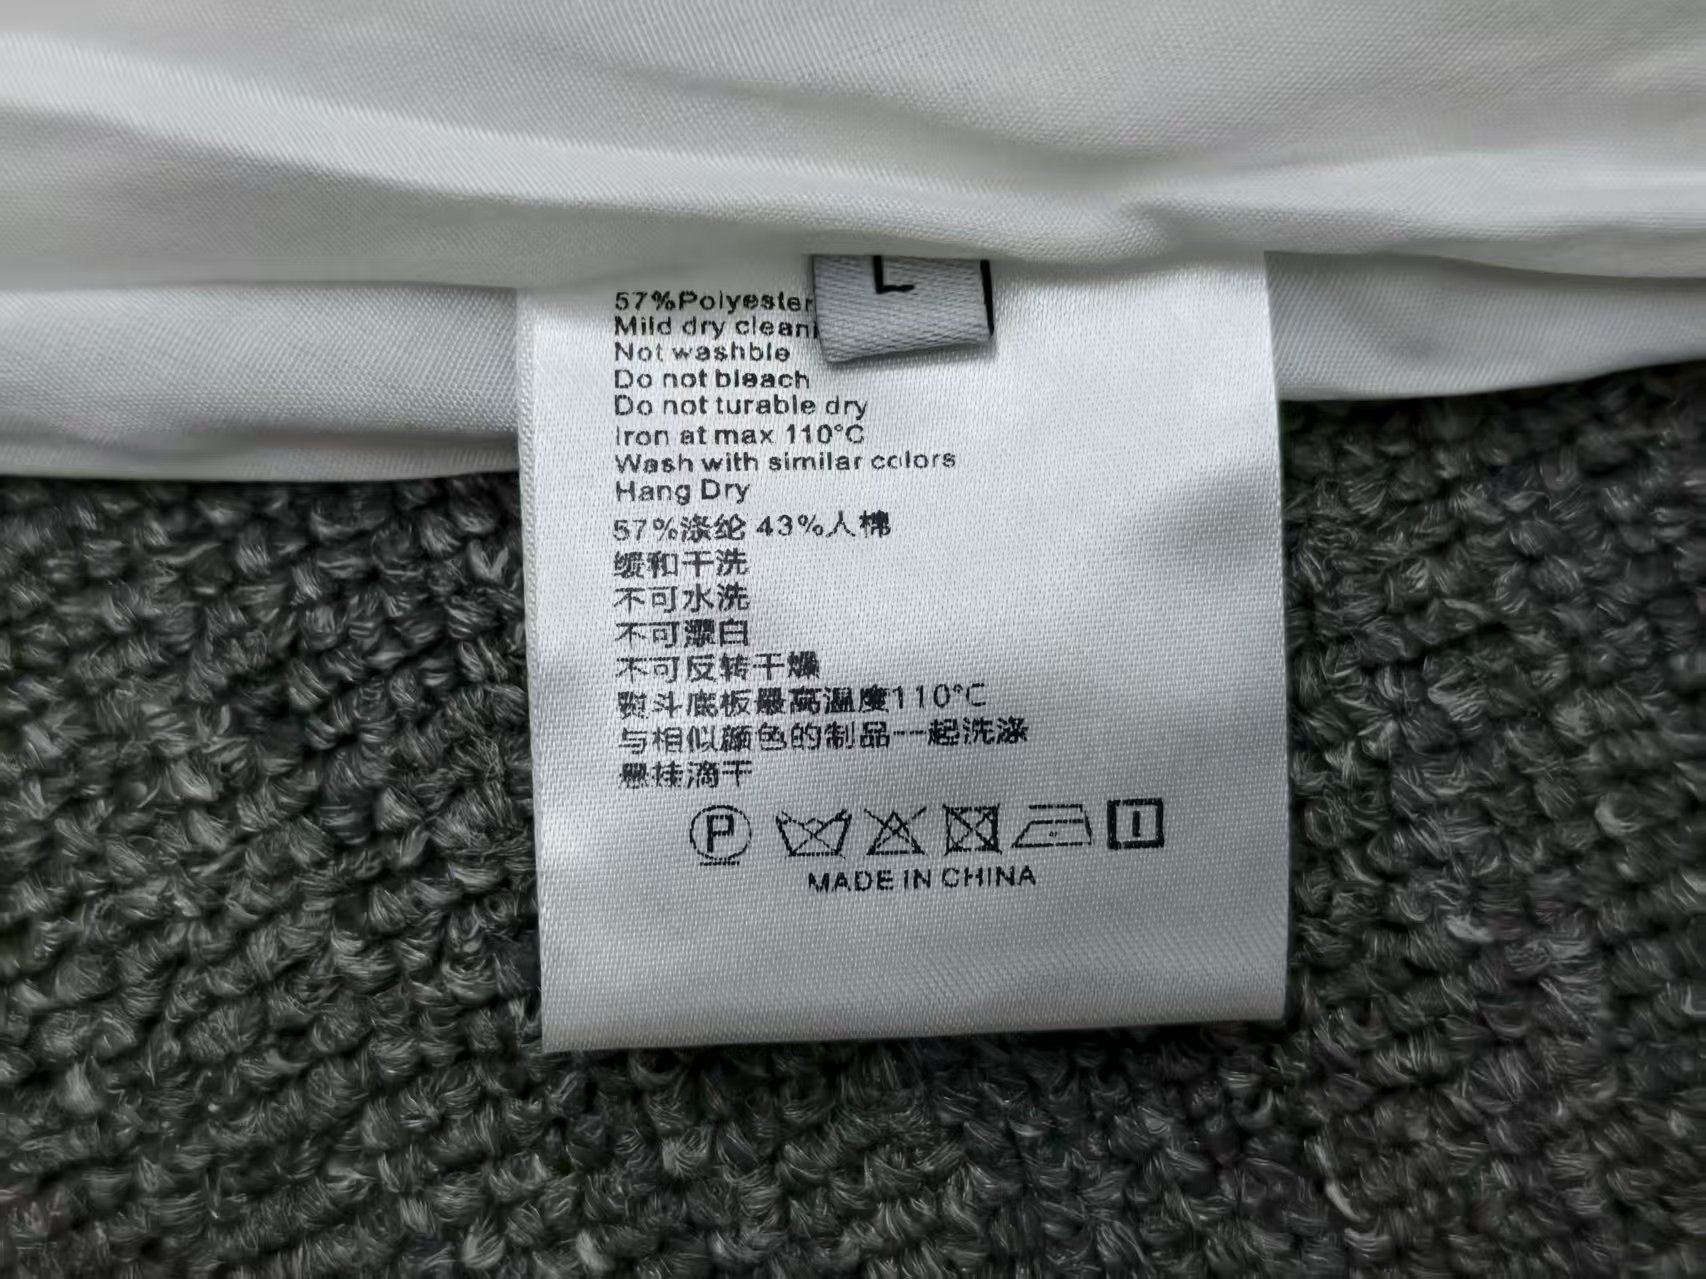 L
57%Polyester
Mild dry cleani
Not washble
Do not bleach
Do not turable dry
Iron at max 110°C
Wash with similar colors
Hang Dry
57%涤纶 43%人棉
缓和干洗
不可水洗
不可漂白
不可反转干燥
熨斗底板最高温度110°C
与相似颜色的制品一起洗涤
悬挂滴干
P
MADE IN CHINA